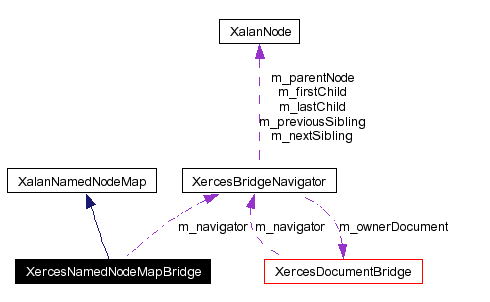 XalanNode
m_parentNode
m_firstChild
m_lastChild
m_previousSibling
m_nextSibling
XalanNamedNodeMap
XercesBridgeNavigator
m_navigator
m_navigator
m_ownerDocument
XercesNamedNodeMapBridge
XercesDocumentBridge